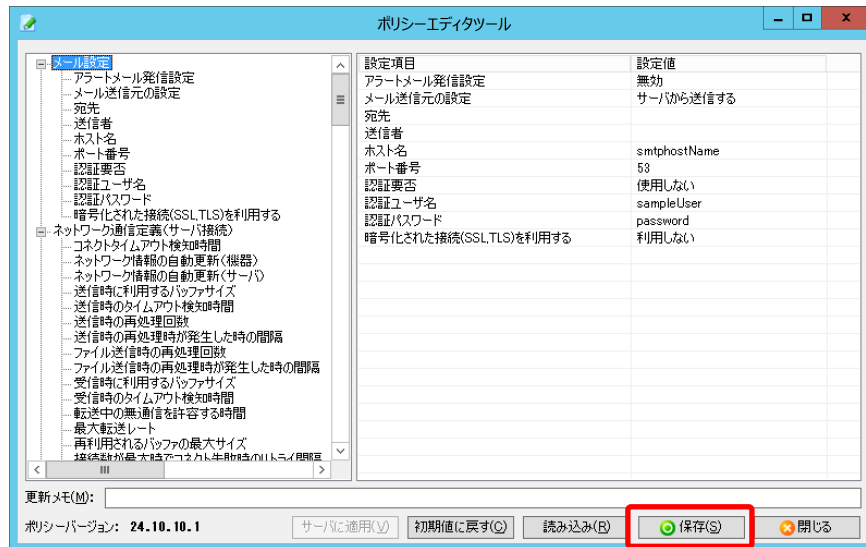 ポリシーエディタツール
メール設定
アラートメール発信設定
メール送信元の設定
宛先
送信者
ホスト名
ポート番号
認証要否
認証ユーザ名
認証パスワード
暗号化された接続(SSL,TLS)を利用する
ネットワーク通信定義(サーバ接続)
コネクトタイムアウト検知時間
ネットワーク情報の自動更新(機器)
ネットワーク情報の自動更新(サーバ)
送信時に利用するバッファサイズ
送信時のタイムアウト検知時間
送信時の再処理回数
送信時の再処理時が発生した時の間隔
ファイル送信時の再処理回数
ファイル送信時の再処理時が発生した時の間隔
受信時に利用するバッファサイズ
受信時のタイムアウト検知時間
転送中の無通信を許容する時間
最大転送レート
再利用されるバッファの最大サイズ
接続数が最大時でコネクト失敗時のリトライ間隔
設定項目 設定値
アラートメール発信設定 無効
メール送信元の設定 サーバから送信する
宛先
送信者
ホスト名 smtphostName
ポート番号 53
認証要否 使用しない
認証ユーザ名 sampleUser
認証パスワード password
暗号化された接続(SSL,TLS)を利用する 利用しない
更新メモ(M):
ポリシーバージョン: 24.10.10.1 サーバに適用(V) 初期値に戻す(C) 読み込み(R) 保存(S) 閉じる